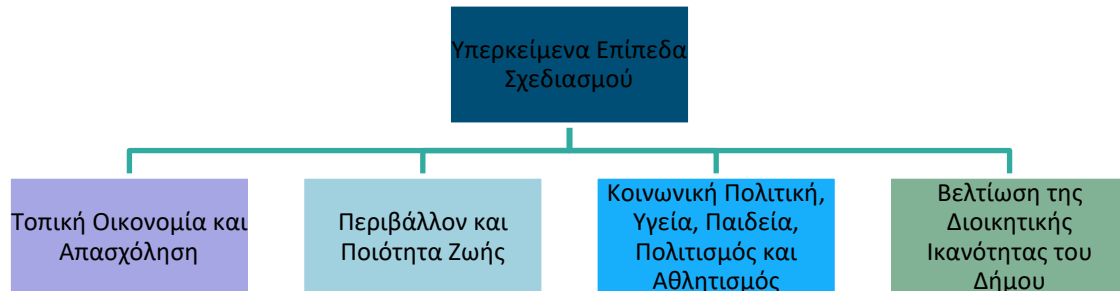 Υπερκείμενα Επίπεδα
Σχεδιασμού
Τοπική Οικονομία και
Απασχόληση
Περιβάλλον και
Ποιότητα Ζωής
Κοινωνική Πολιτική,
Υγεία, Παιδεία,
Πολιτισμός και
Αθλητισμός
Βελτίωση της
Διοικητικής
Ικανότητας του
Δήμου